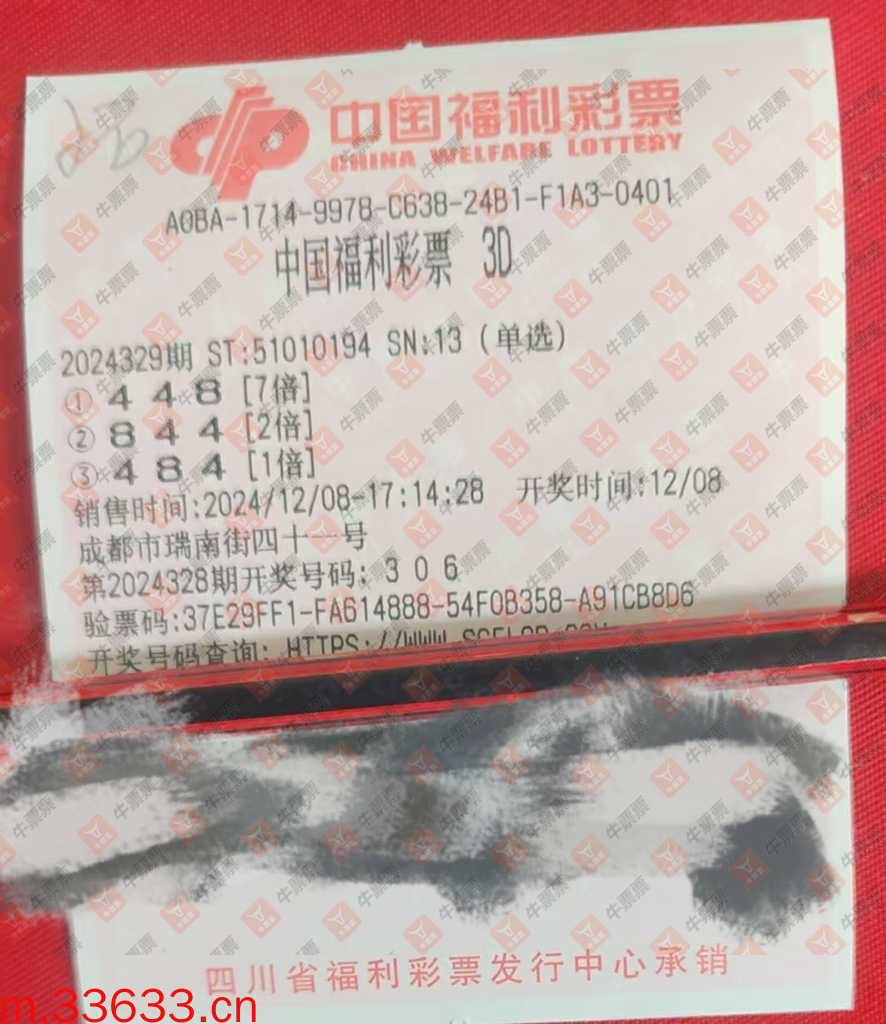 中国福利彩票
CHINA WELFARE LOTTERY
A0BA-1714-9978-C638-24B1-F1A3-0401
中国福利彩票 3D
2024329期 ST:51010194 SN:13 (单选)
① 4 4 8 [7倍]
② 8 4 4 [2倍]
③ 4 8 4 [1倍]
销售时间:2024/12/08-17:14:28 开奖时间:12/08
成都市瑞南街四十一号
第2024328期开奖号码: 3 0 6
验票码:37E29FF1-FA614888-54F0B358-A91CB8D6
开奖号码查询: HTTPS://WWW.
四川省福利彩票发行中心承销
m.33633.cn
牛票票